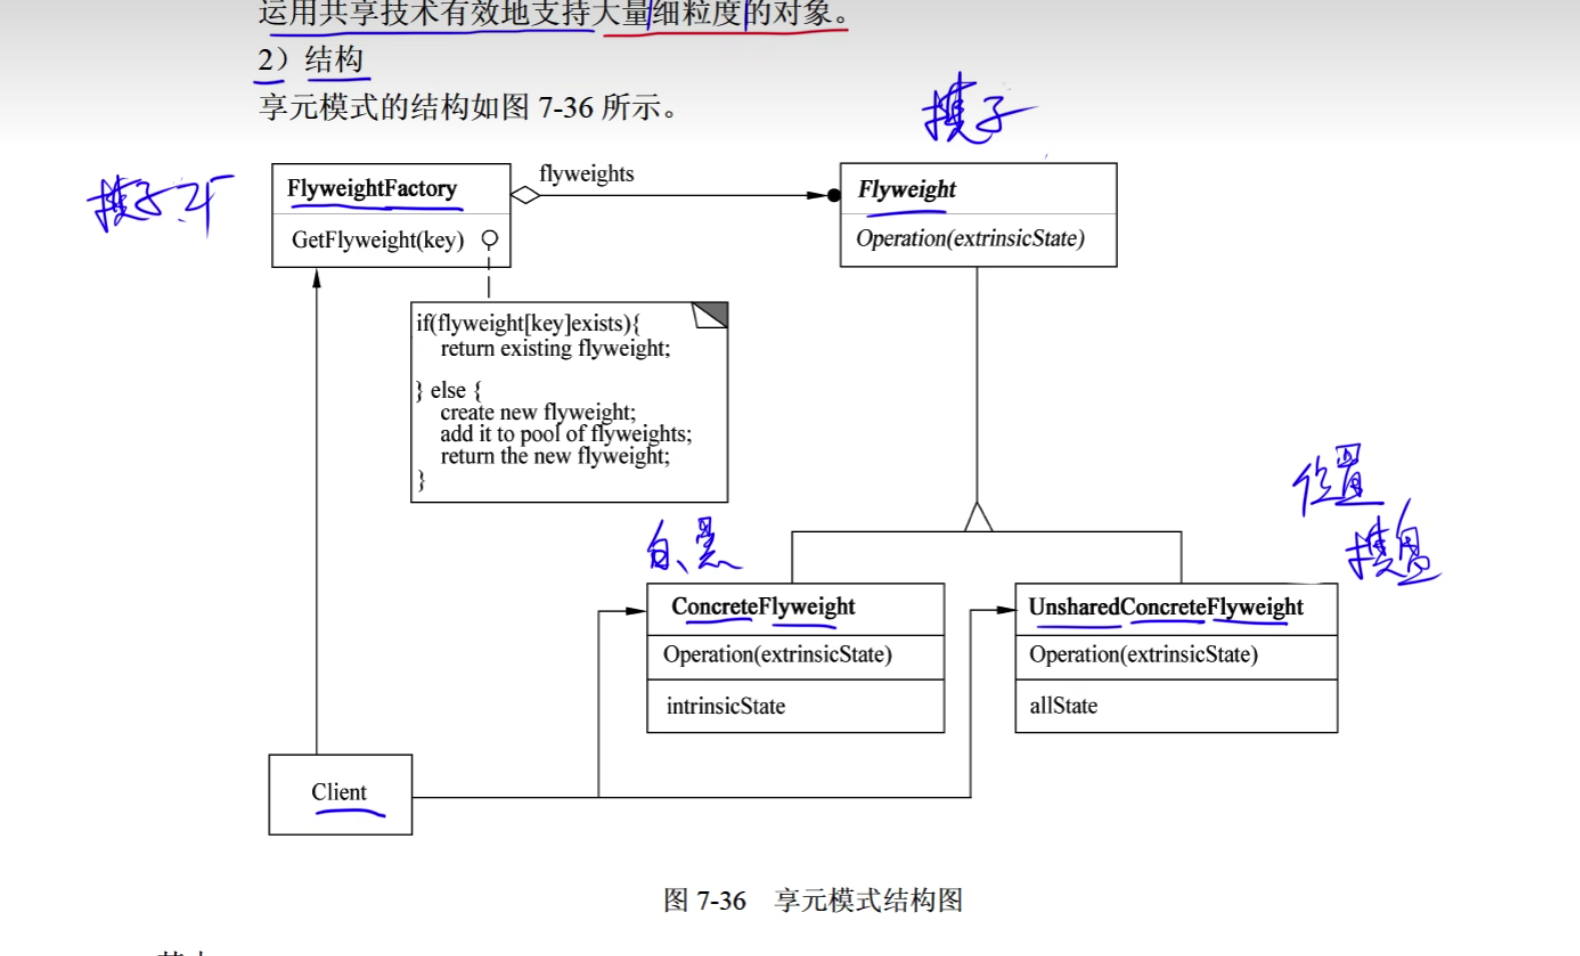 运用共享技术有效地支持大量细粒度的对象。
2）结构
享元模式的结构如图 7-36 所示。
棋子
棋子厂
FlyweightFactory
flyweights
Flyweight
GetFlyweight(key)
Operation(extrinsicState)
if(flyweight[key]exists){
return existing flyweight;
} else {
create new flyweight;
add it to pool of flyweights;
return the new flyweight;
}
位置
白、黑
棋盘
ConcreteFlyweight
UnsharedConcreteFlyweight
Operation(extrinsicState)
Operation(extrinsicState)
intrinsicState
allState
Client
图 7-36 享元模式结构图